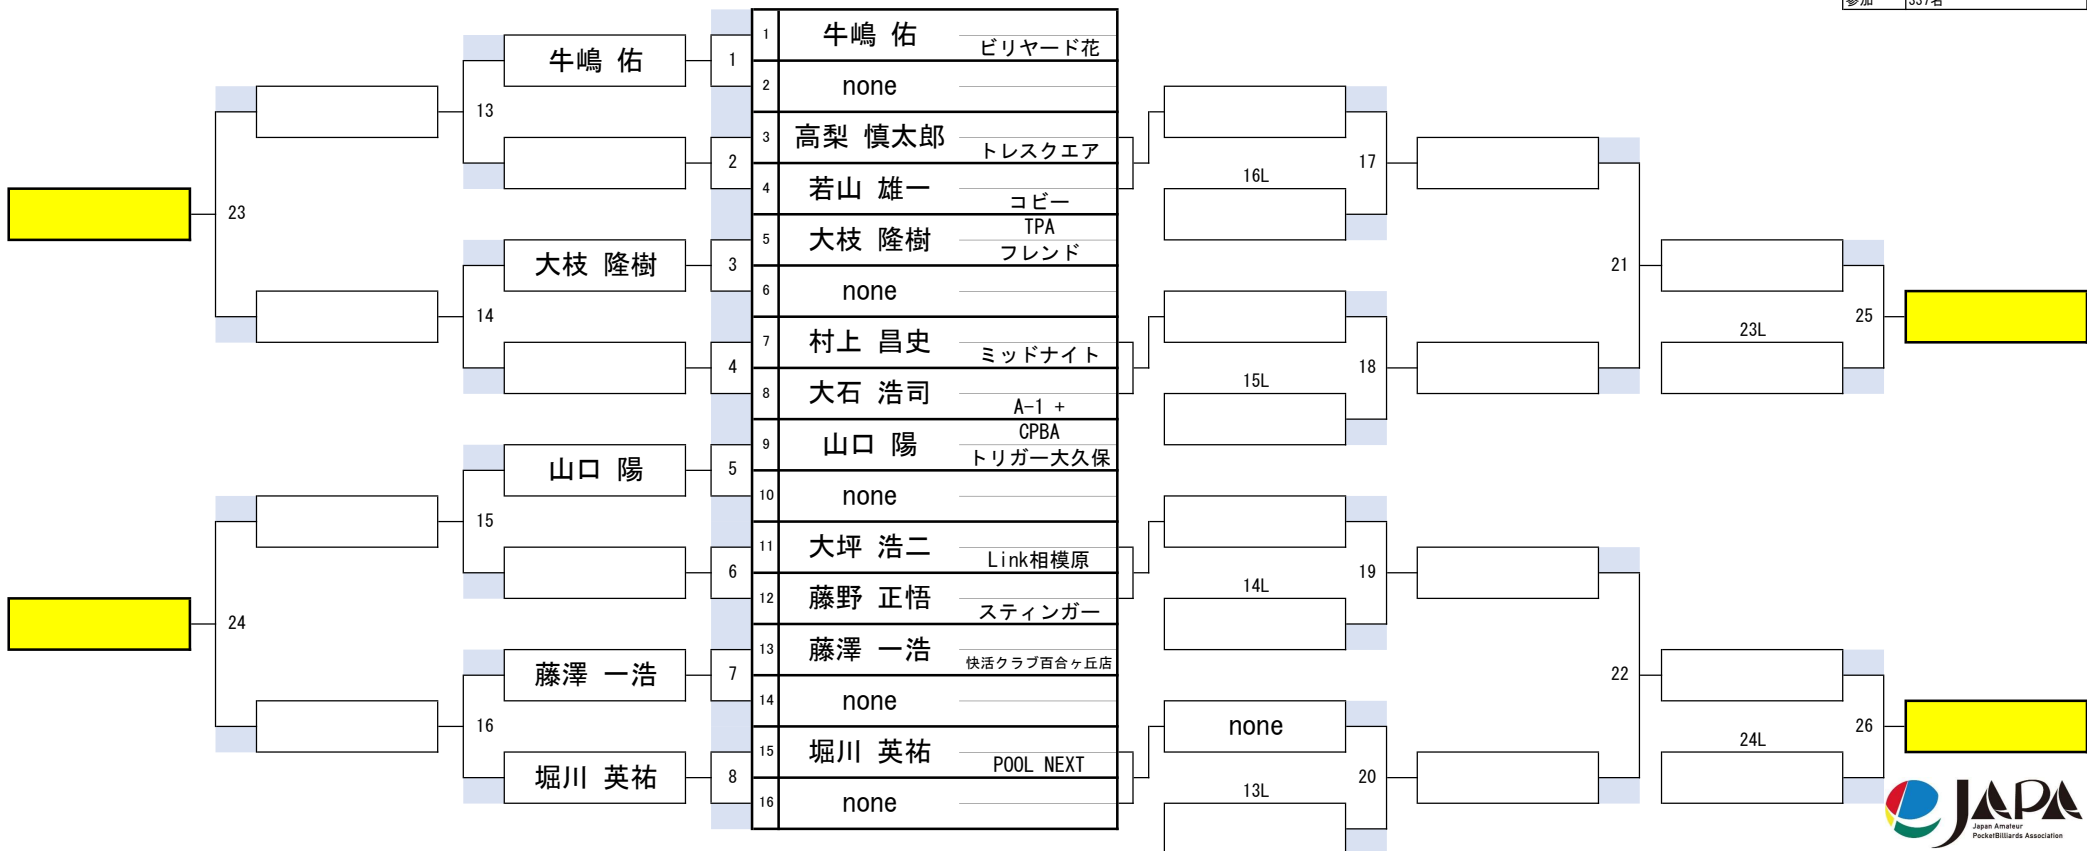 参加 337名
1 牛嶋 佑 ビリヤード花
2 none
3 高梨 慎太郎 トレスクエア
4 若山 雄一 コビー
5 大枝 隆樹 TPA フレンド
6 none
7 村上 昌史 ミッドナイト
8 大石 浩司 A-1 +
9 山口 陽 CPBA トリガー大久保
10 none
11 大坪 浩二 Link相模原
12 藤野 正悟 スティンガー
13 藤澤 一浩 快活クラブ百合ヶ丘店
14 none
15 堀川 英祐 POOL NEXT
16 none
牛嶋 佑 1
13
2
23
大枝 隆樹 3
14
4
山口 陽 5
15
6
24
藤澤 一浩 7
16
堀川 英祐 8
16L 17
21
15L 18
23L 25
14L 19
22
none
13L 20
24L 26
JAPA
Japan Amateur
PocketBilliards Association